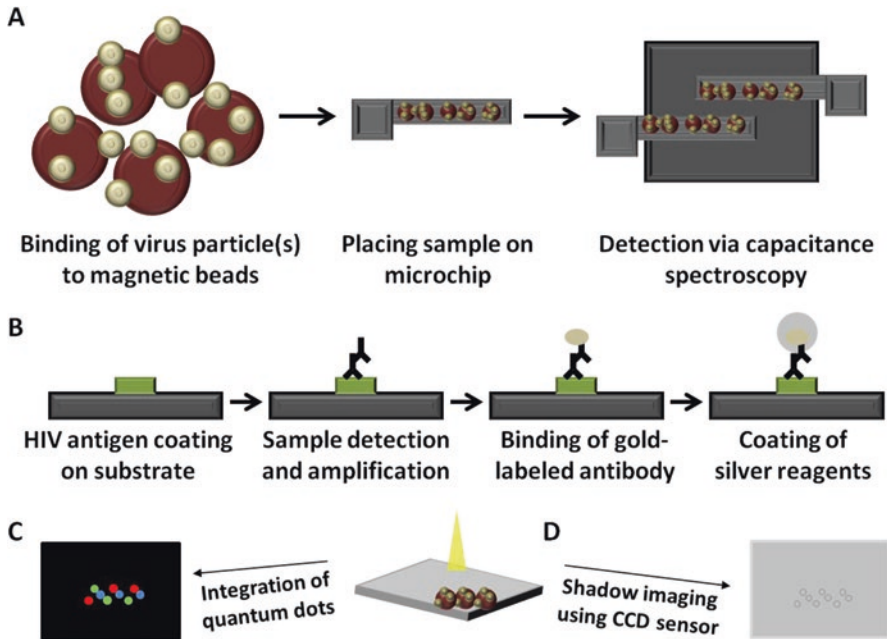 A
Binding of virus particle(s)
to magnetic beads
Placing sample on
microchip
Detection via capacitance
spectroscopy
B
HIV antigen coating
on substrate
Sample detection
and amplification
Binding of gold-
labeled antibody
Coating of
silver reagents
C
Integration of
quantum dots
D
Shadow imaging
using CCD sensor